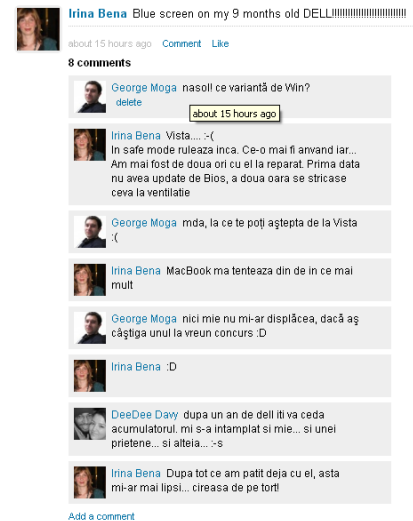 Irina Bena Blue screen on my 9 months old DELL!!!!!!!!!!!!!!!!!!!!!!!!!!!!
about 15 hours ago Comment Like
8 comments
George Moga nasol! ce variantă de Win?
delete
about 15 hours ago
Irina Bena Vista.... :-(
In safe mode ruleaza inca. Ce-o mai fi anvand iar...
Am mai fost de doua ori cu el la reparat. Prima data
nu avea update de Bios, a doua oara se stricase
ceva la ventilatie
George Moga mda, la ce te poți aştepta de la Vista
:(
Irina Bena MacBook ma tenteaza din de in ce mai
mult
George Moga nici mie nu mi-ar displăcea, dacă aş
câştiga unul la vreun concurs :D
Irina Bena :D
DeeDee Davy dupa un an de dell iti va ceda
acumulatorul. mi s-a intamplat si mie... si unei
prietene... si alteia... :-s
Irina Bena Dupa tot ce am patit deja cu el, asta
mi-ar mai lipsi... cireasa de pe tort!
Add a comment